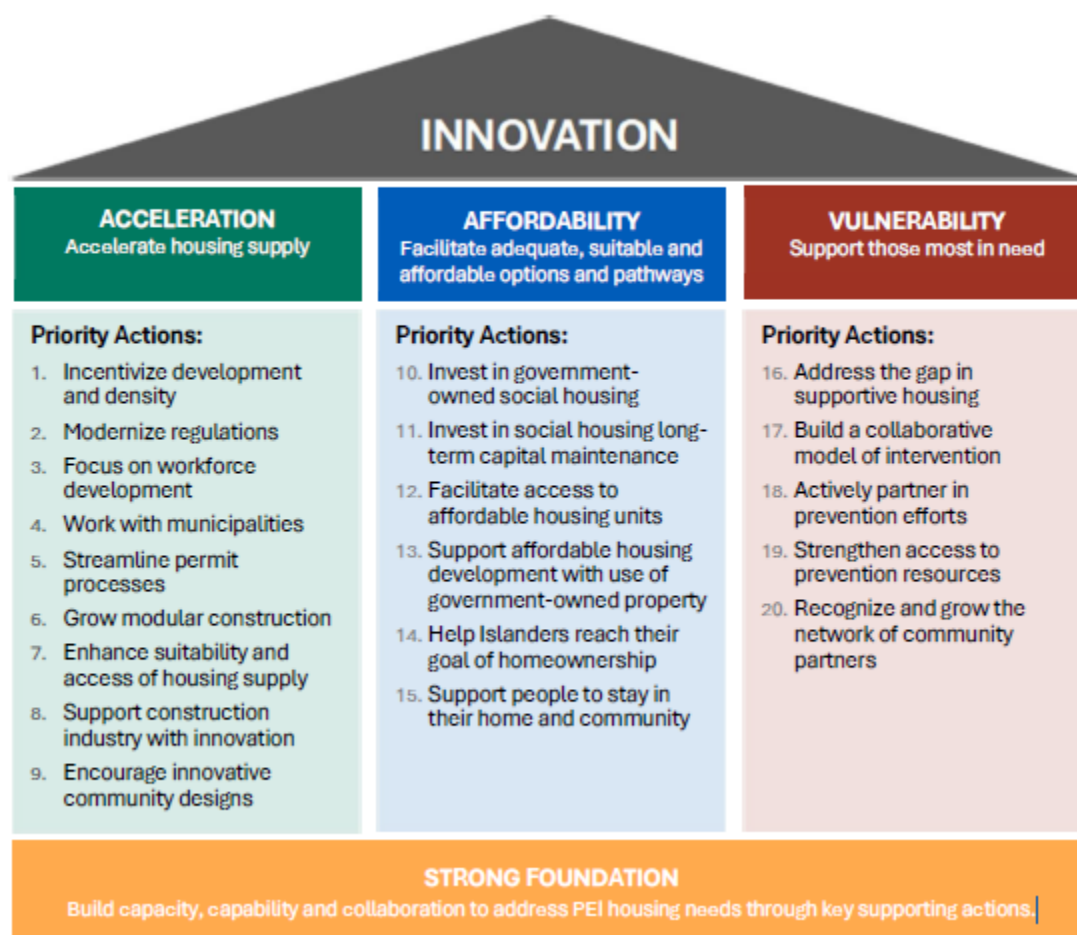 INNOVATION
ACCELERATION
Accelerate housing supply
Priority Actions:
1. Incentivize development
and density
2. Modernize regulations
3. Focus on workforce
development
4. Work with municipalities
5. Streamline permit
processes
6. Grow modular construction
7. Enhance suitability and
access of housing supply
8. Support construction
industry with innovation
9. Encourage innovative
community designs
AFFORDABILITY
Facilitate adequate, suitable and
affordable options and pathways
Priority Actions:
10. Invest in government-
owned social housing
11. Invest in social housing long-
term capital maintenance
12. Facilitate access to
affordable housing units
13. Support affordable housing
development with use of
government-owned property
14. Help Islanders reach their
goal of homeownership
15. Support people to stay in
their home and community
VULNERABILITY
Support those most in need
Priority Actions:
16. Address the gap in
supportive housing
17. Build a collaborative
model of intervention
18. Actively partner in
prevention efforts
19. Strengthen access to
prevention resources
20. Recognize and grow the
network of community
partners
STRONG FOUNDATION
Build capacity, capability and collaboration to address PEI housing needs through key supporting actions.